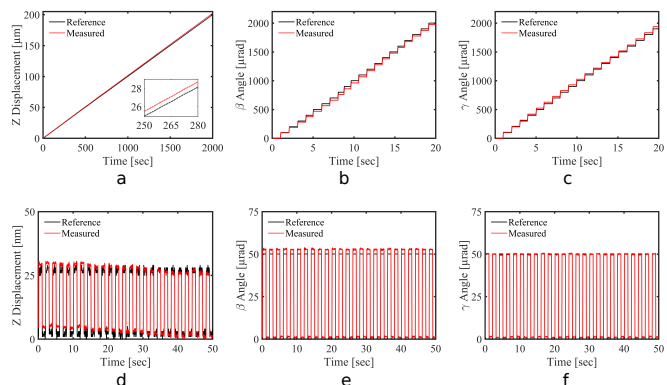 200
150
100
50
0
Z Displacement [µm]
Reference
Measured
28
26
250 265 280
0 500 1000 1500 2000
Time [sec]
a
2000
1500
1000
500
0
β Angle [µrad]
Reference
Measured
0 5 10 15 20
Time [sec]
b
2000
1500
1000
500
0
γ Angle [µrad]
Reference
Measured
0 5 10 15 20
Time [sec]
c
50
25
0
Z Displacement [nm]
Reference
Measured
0 10 20 30 40 50
Time [sec]
d
75
50
25
0
β Angle [µrad]
Reference
Measured
0 10 20 30 40 50
Time [sec]
e
75
50
25
0
γ Angle [µrad]
Reference
Measured
0 10 20 30 40 50
Time [sec]
f